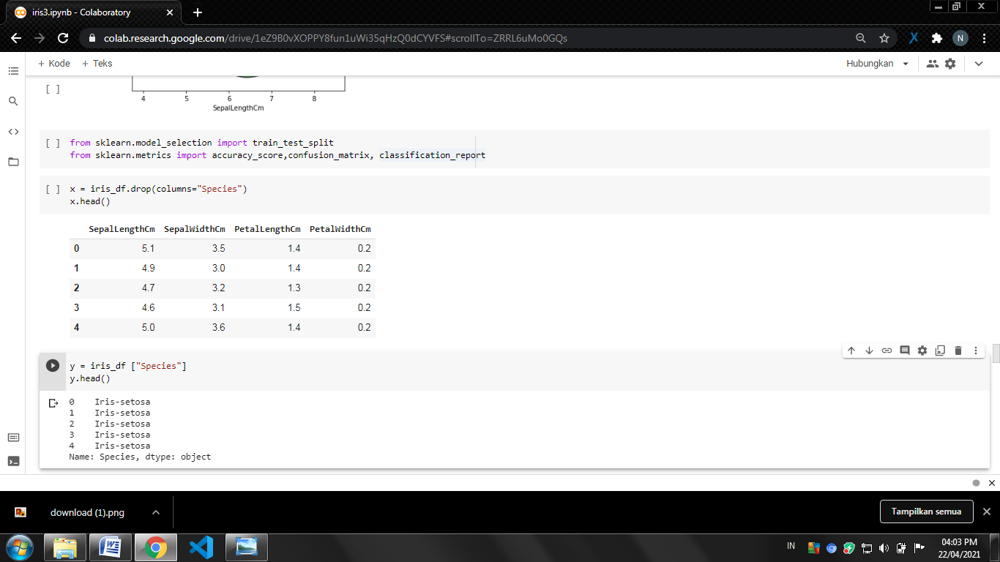 iris3.ipynb - Colaboratory
colab.research.google.com/drive/1eZ9B0vXOPPY8fun1uWi35qHzQ0dCYVFS#scrollTo=ZRRL6uMo0GQs
N
+ Kode + Teks
Hubungkan
[ ]
4 5 6 7 8
SepalLengthCm
[ ] from sklearn.model_selection import train_test_split
from sklearn.metrics import accuracy_score,confusion_matrix, classification_report
[ ] x = iris_df.drop(columns="Species")
x.head()
SepalLengthCm SepalWidthCm PetalLengthCm PetalWidthCm
0 5.1 3.5 1.4 0.2
1 4.9 3.0 1.4 0.2
2 4.7 3.2 1.3 0.2
3 4.6 3.1 1.5 0.2
4 5.0 3.6 1.4 0.2
y = iris_df ["Species"]
y.head()
0 Iris-setosa
1 Iris-setosa
2 Iris-setosa
3 Iris-setosa
4 Iris-setosa
Name: Species, dtype: object
download (1).png
Tampilkan semua
IN
04:03 PM
22/04/2021